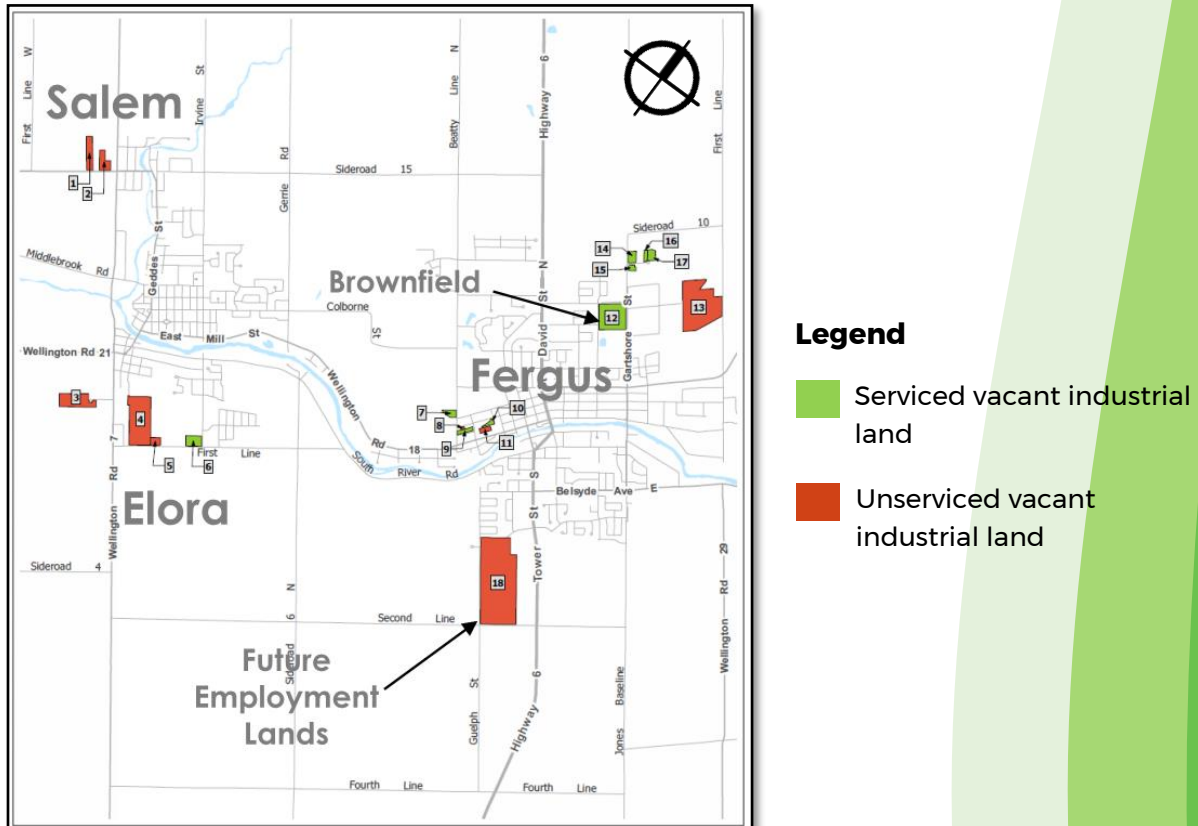 First Line W
Salem
Irvine St
Beatty Line N
Highway 6
First Line
Gerrie Rd
Sideroad 15
1
2
Sideroad 10
14
16
15
17
Middlebrook Rd
Geddes St
Brownfield
David St N
Gartshore St
13
12
Colborne St
East Mill St
Wellington Rd 21
Fergus
3
4
7
8
9
10
11
Wellington Rd 18
South River Rd
5
6
First Line
Wellington Rd 7
Elora
Belsyde Ave E
Tower St S
Sideroad 4
18
Second Line
Sideroad 6 N
Wellington Rd 29
Future
Employment
Lands
Guelph St
Highway 6
Jones Baseline
Fourth Line
Fourth Line
Legend
Serviced vacant industrial
land
Unserviced vacant
industrial land